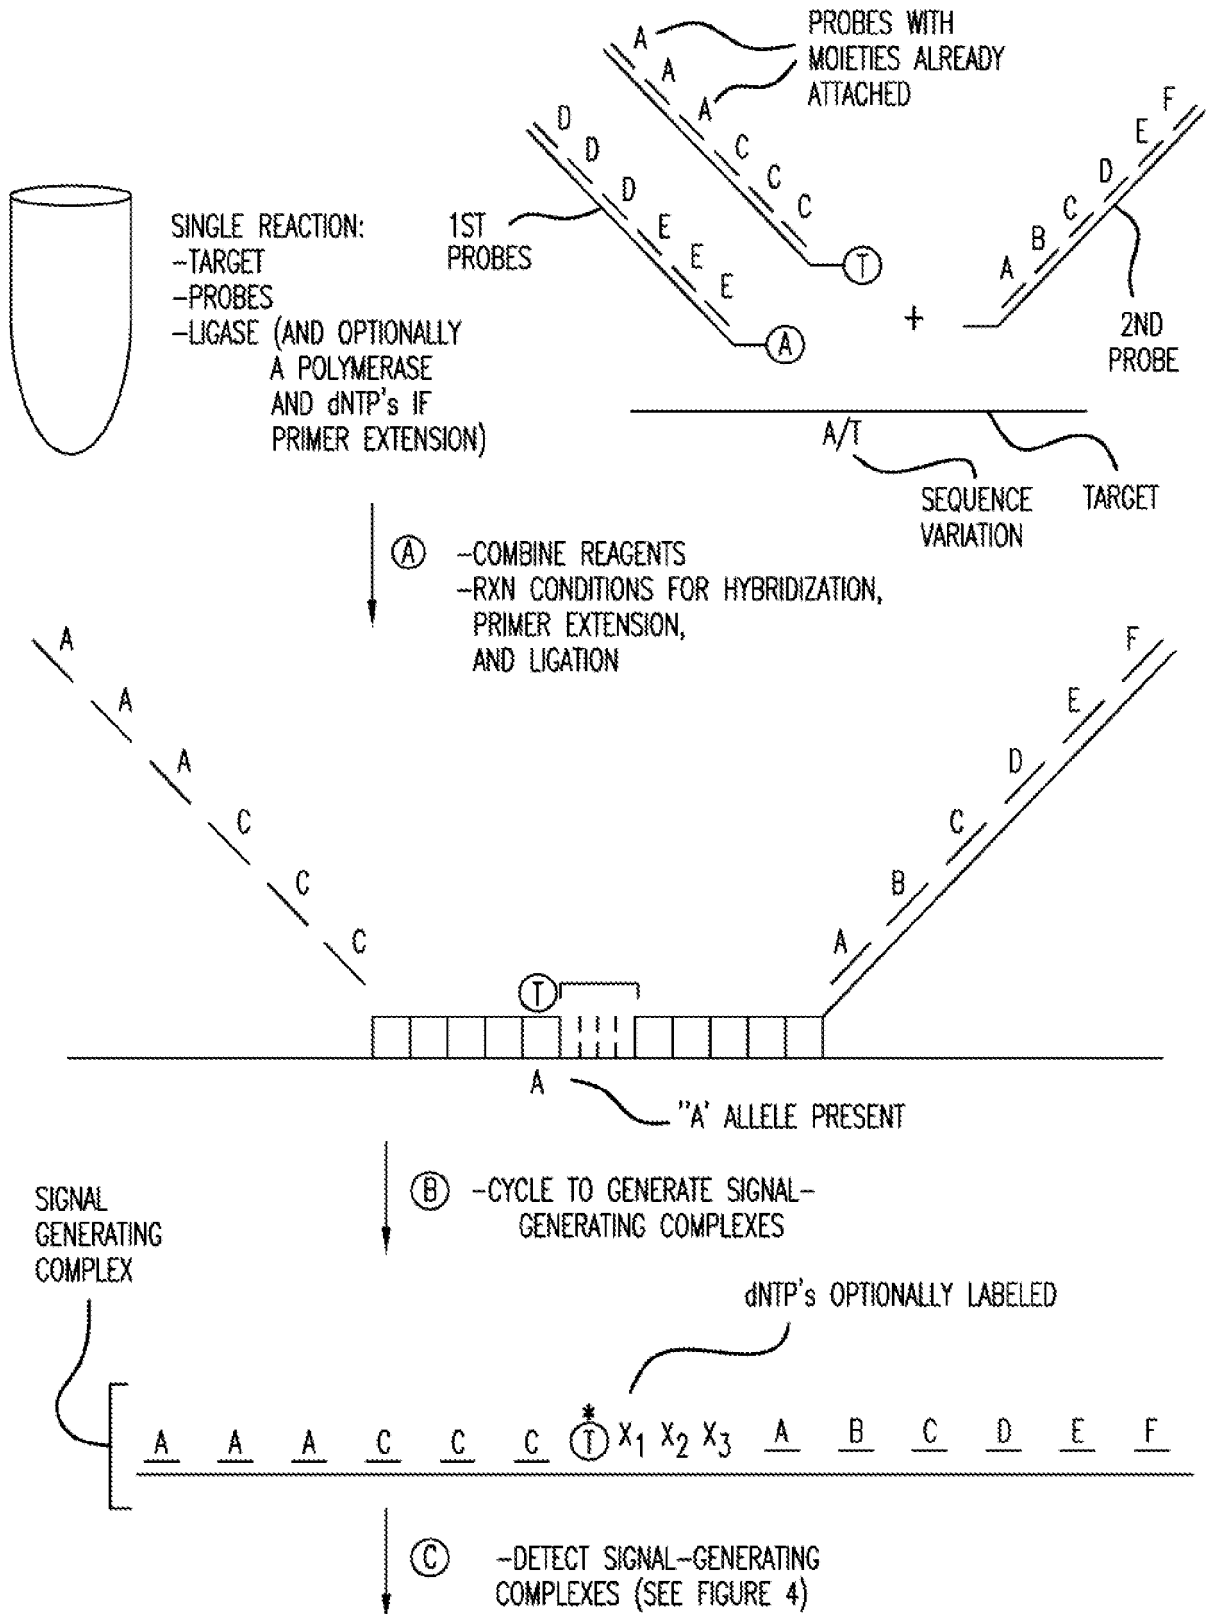 PROBES WITH
MOIETIES ALREADY
ATTACHED
A
A
A
C
C
C
T
D
D
D
E
E
E
A
1ST
PROBES
F
E
D
C
B
A
+
2ND
PROBE
SINGLE REACTION:
-TARGET
-PROBES
-LIGASE (AND OPTIONALLY
A POLYMERASE
AND dNTP's IF
PRIMER EXTENSION)
A/T
SEQUENCE
VARIATION
TARGET
A
-COMBINE REAGENTS
-RXN CONDITIONS FOR HYBRIDIZATION,
PRIMER EXTENSION,
AND LIGATION
A
A
A
C
C
C
F
E
D
C
B
A
T
A
"A' ALLELE PRESENT
B -CYCLE TO GENERATE SIGNAL-
GENERATING COMPLEXES
SIGNAL
GENERATING
COMPLEX
dNTP's OPTIONALLY LABELED
*
A A A C C C T X1 X2 X3 A B C D E F
C -DETECT SIGNAL-GENERATING
COMPLEXES (SEE FIGURE 4)